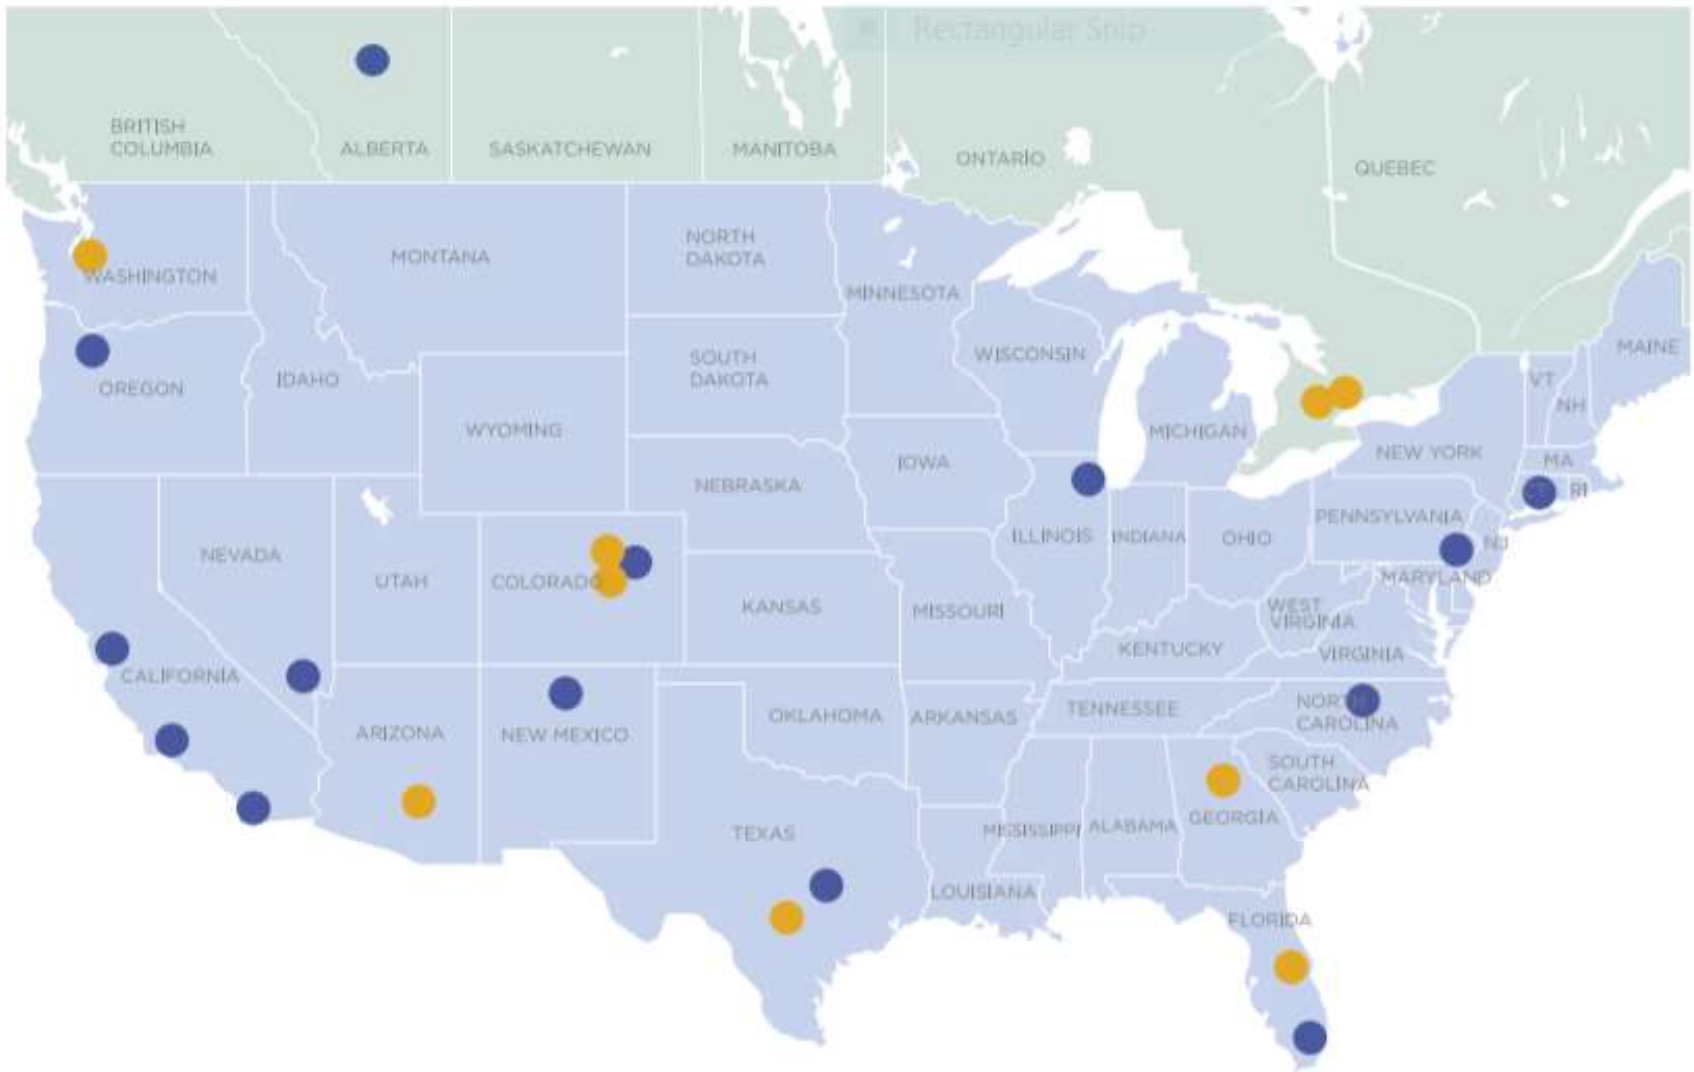 Rectangular Snip
BRITISH
COLUMBIA
ALBERTA
SASKATCHEWAN
MANITOBA
ONTARIO
QUEBEC
WASHINGTON
MONTANA
NORTH
DAKOTA
MINNESOTA
OREGON
IDAHO
SOUTH
DAKOTA
WISCONSIN
MAINE
VT
NH
WYOMING
MICHIGAN
NEW YORK
IOWA
MA
NEBRASKA
RI
PENNSYLVANIA
NEVADA
UTAH
COLORADO
ILLINOIS
INDIANA
OHIO
NJ
MARYLAND
KANSAS
MISSOURI
WEST
VIRGINIA
KENTUCKY
VIRGINIA
CALIFORNIA
ARIZONA
NEW MEXICO
OKLAHOMA
ARKANSAS
TENNESSEE
NORTH
CAROLINA
SOUTH
CAROLINA
TEXAS
MISSISSIPPI
ALABAMA
GEORGIA
LOUISIANA
FLORIDA